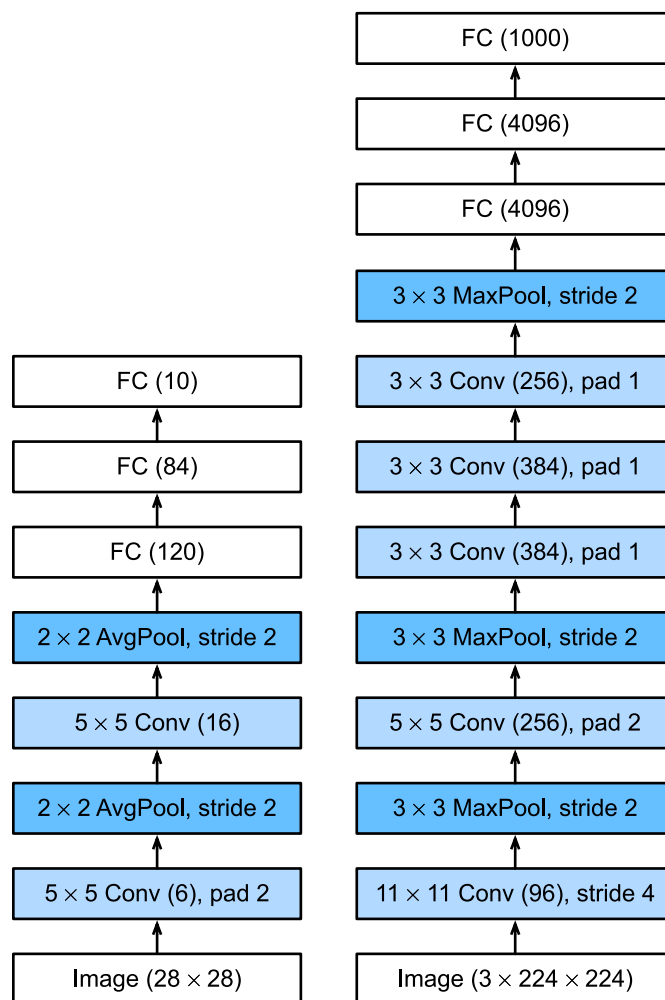 FC (10)
FC (84)
FC (120)
2 × 2 AvgPool, stride 2
5 × 5 Conv (16)
2 × 2 AvgPool, stride 2
5 × 5 Conv (6), pad 2
Image (28 × 28)
FC (1000)
FC (4096)
FC (4096)
3 × 3 MaxPool, stride 2
3 × 3 Conv (256), pad 1
3 × 3 Conv (384), pad 1
3 × 3 Conv (384), pad 1
3 × 3 MaxPool, stride 2
5 × 5 Conv (256), pad 2
3 × 3 MaxPool, stride 2
11 × 11 Conv (96), stride 4
Image (3 × 224 × 224)